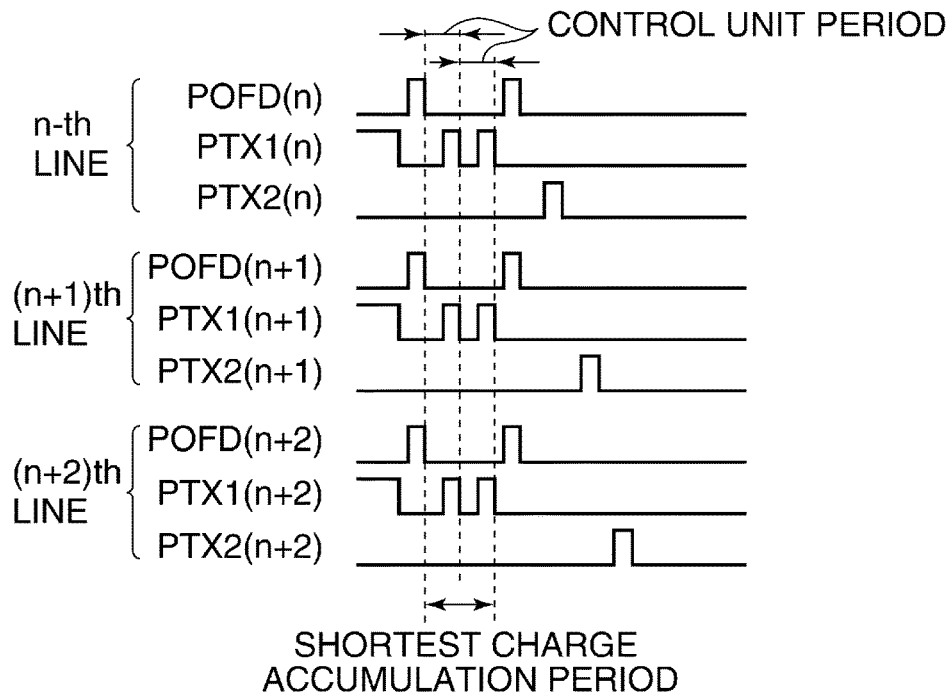 CONTROL UNIT PERIOD
n-th
LINE
POFD(n)
PTX1(n)
PTX2(n)
(n+1)th
LINE
POFD(n+1)
PTX1(n+1)
PTX2(n+1)
(n+2)th
LINE
POFD(n+2)
PTX1(n+2)
PTX2(n+2)
SHORTEST CHARGE
ACCUMULATION PERIOD